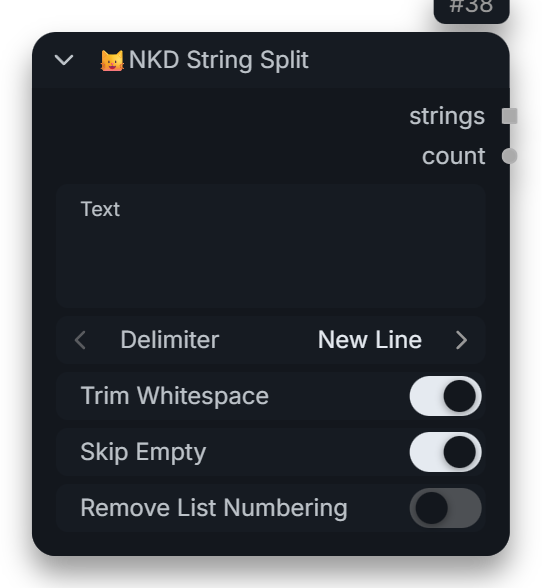 #38
NKD String Split
strings
count
Text
Delimiter New Line
Trim Whitespace
Skip Empty
Remove List Numbering